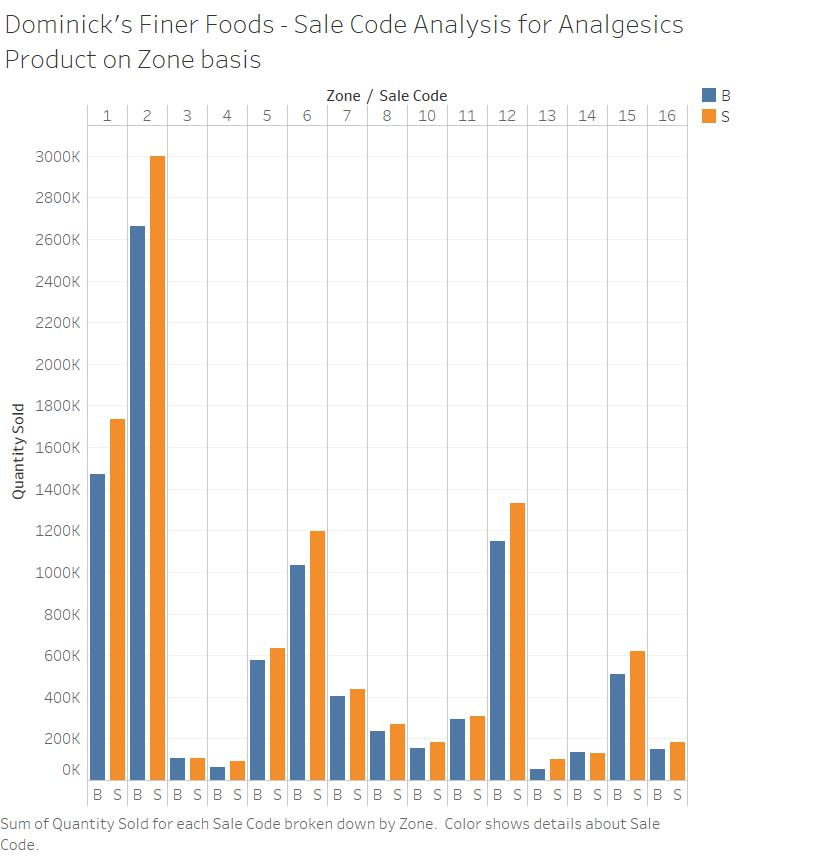 Dominick's Finer Foods - Sale Code Analysis for Analgesics
Product on Zone basis
Zone / Sale Code
B
S
1 2 3 4 5 6 7 8 10 11 12 13 14 15 16
3000K
2800K
2600K
2400K
2200K
2000K
1800K
1600K
1400K
1200K
1000K
800K
600K
400K
200K
0K
Quantity Sold
B S B S B S B S B S B S B S B S B S B S B S B S B S B S B S
Sum of Quantity Sold for each Sale Code broken down by Zone. Color shows details about Sale
Code.